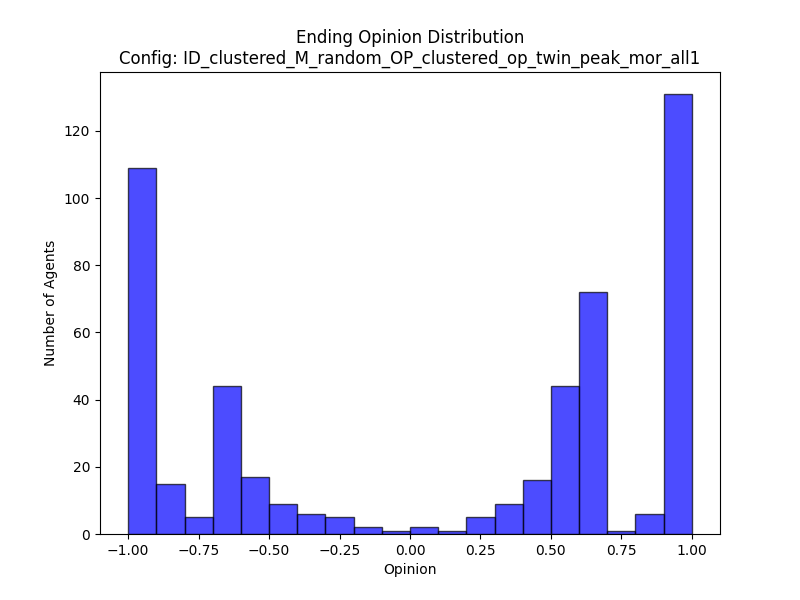 Ending Opinion Distribution
Config: ID_clustered_M_random_OP_clustered_op_twin_peak_mor_all1
120
100
80
60
40
20
0
Number of Agents
−1.00 −0.75 −0.50 −0.25 0.00 0.25 0.50 0.75 1.00
Opinion